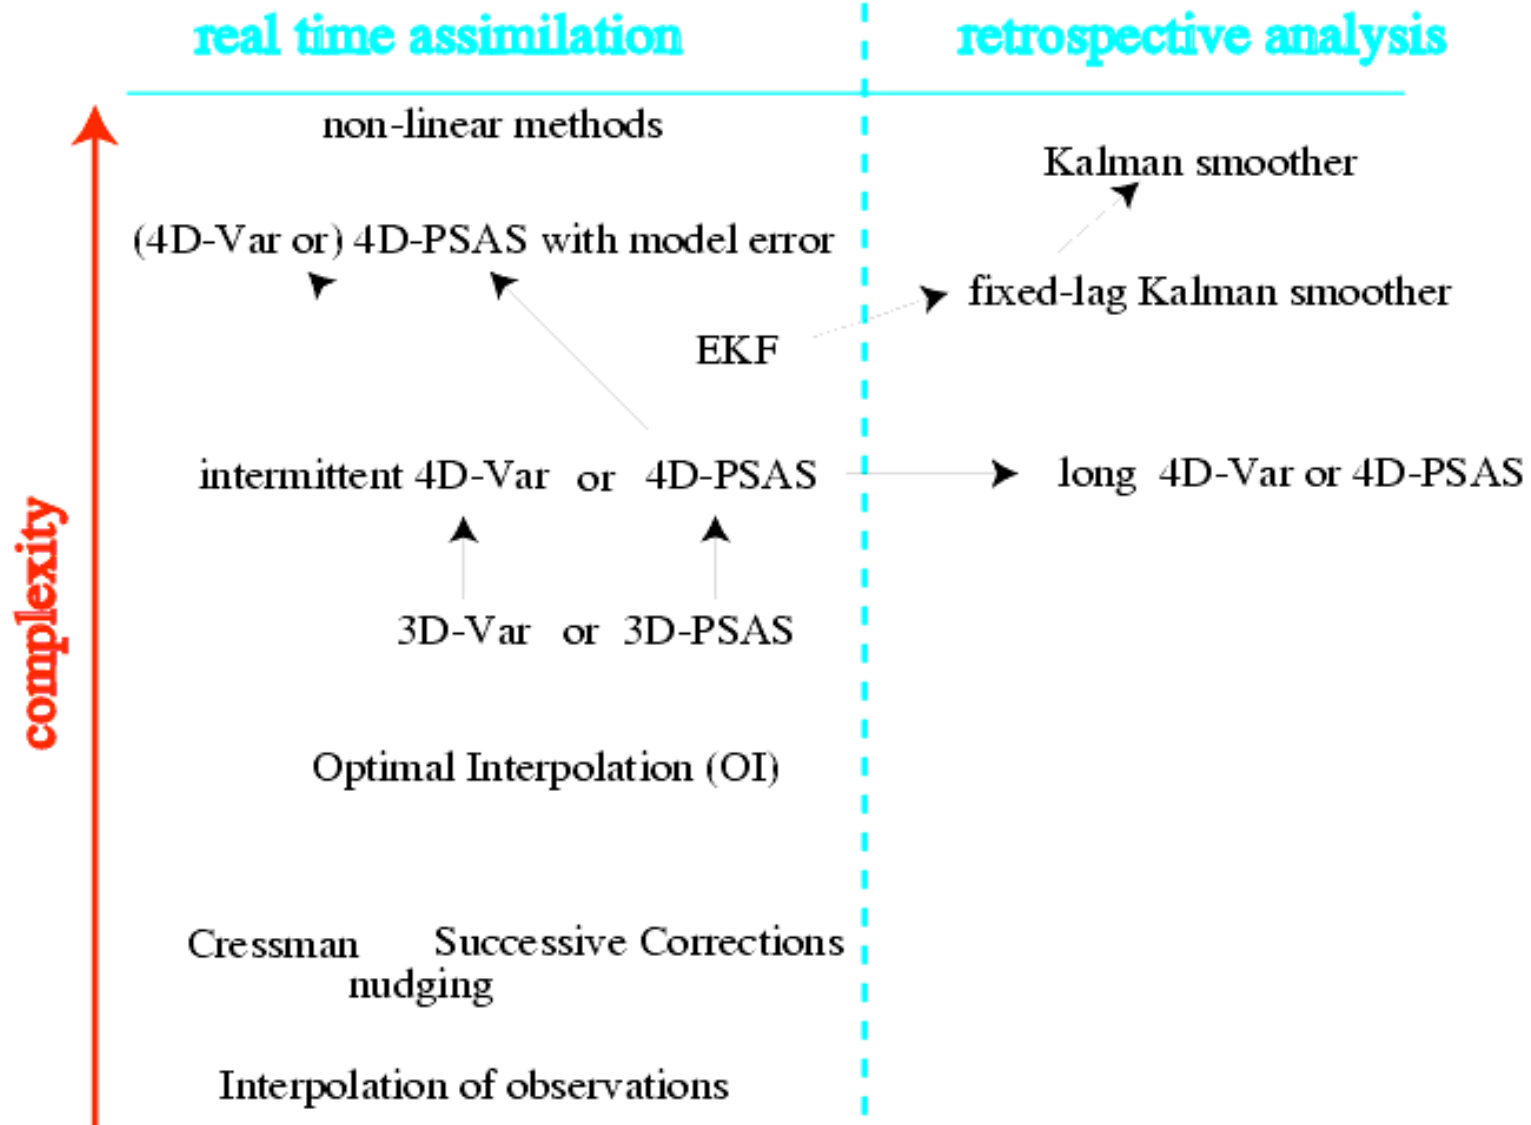 real time assimilation
retrospective analysis
non-linear methods
Kalman smoother
(4D-Var or) 4D-PSAS with model error
fixed-lag Kalman smoother
EKF
intermittent 4D-Var or 4D-PSAS
long 4D-Var or 4D-PSAS
complexity
3D-Var or 3D-PSAS
Optimal Interpolation (OI)
Cressman
Successive Corrections
nudging
Interpolation of observations